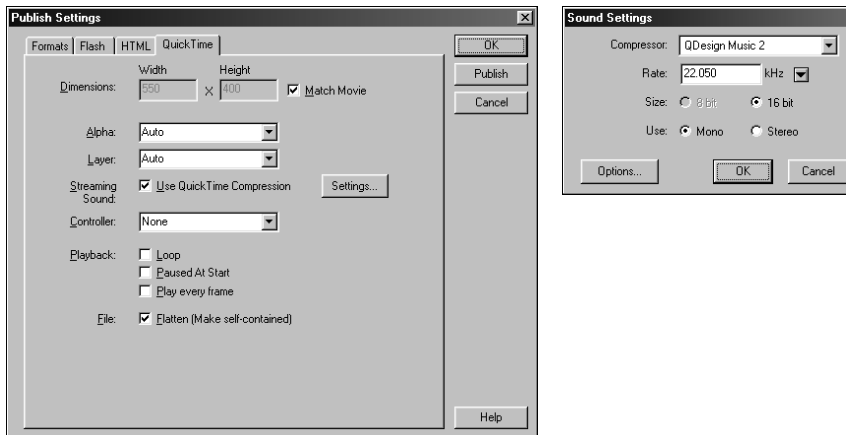 Publish Settings
Formats Flash HTML QuickTime
Width Height
Dimensions: 550 X 400 Match Movie
Alpha: Auto
Layer: Auto
Streaming Sound: Use QuickTime Compression Settings...
Controller: None
Playback: Loop
Paused At Start
Play every frame
File: Flatten (Make self-contained)
OK
Publish
Cancel
Help
Sound Settings
Compressor: QDesign Music 2
Rate: 22.050 kHz
Size: 8 bit 16 bit
Use: Mono Stereo
Options... OK Cancel